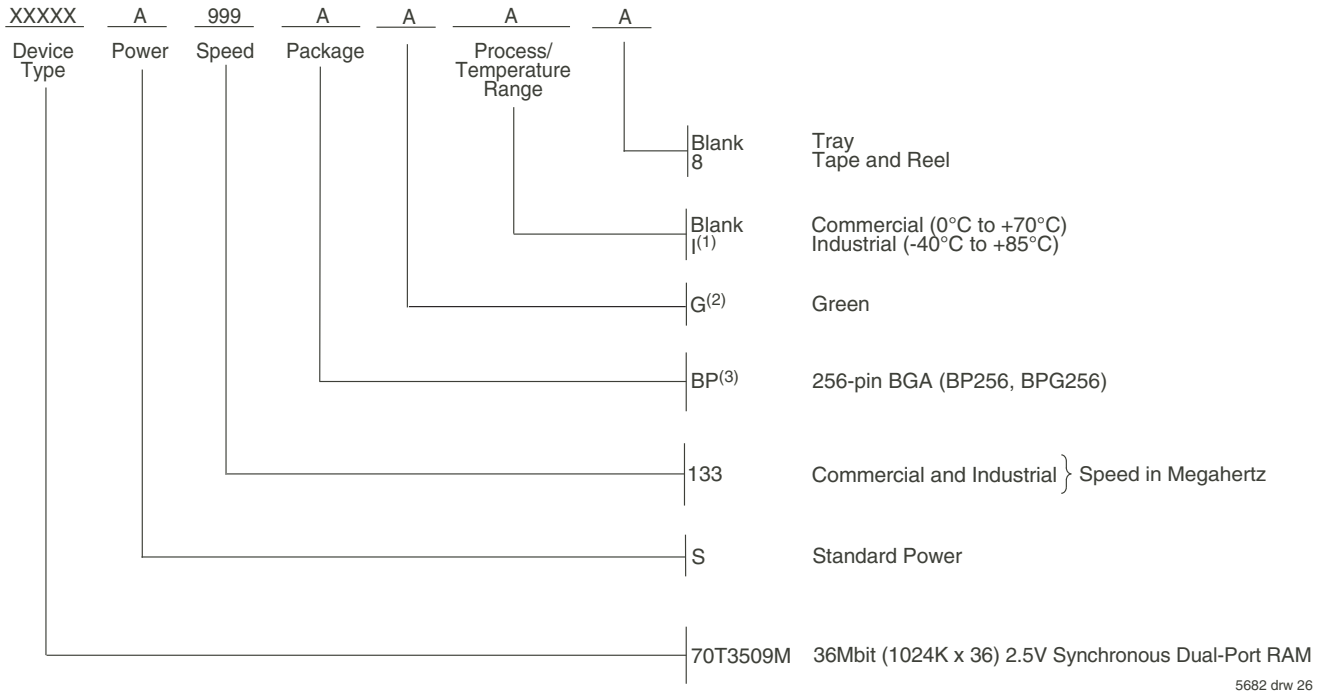 XXXXX A 999 A A A A
Device Type Power Speed Package Process/ Temperature Range
Blank Tray
8 Tape and Reel
Blank Commercial (0°C to +70°C)
I(1) Industrial (-40°C to +85°C)
G(2) Green
BP(3) 256-pin BGA (BP256, BPG256)
133 Commercial and Industrial Speed in Megahertz
S Standard Power
70T3509M 36Mbit (1024K x 36) 2.5V Synchronous Dual-Port RAM
5682 drw 26